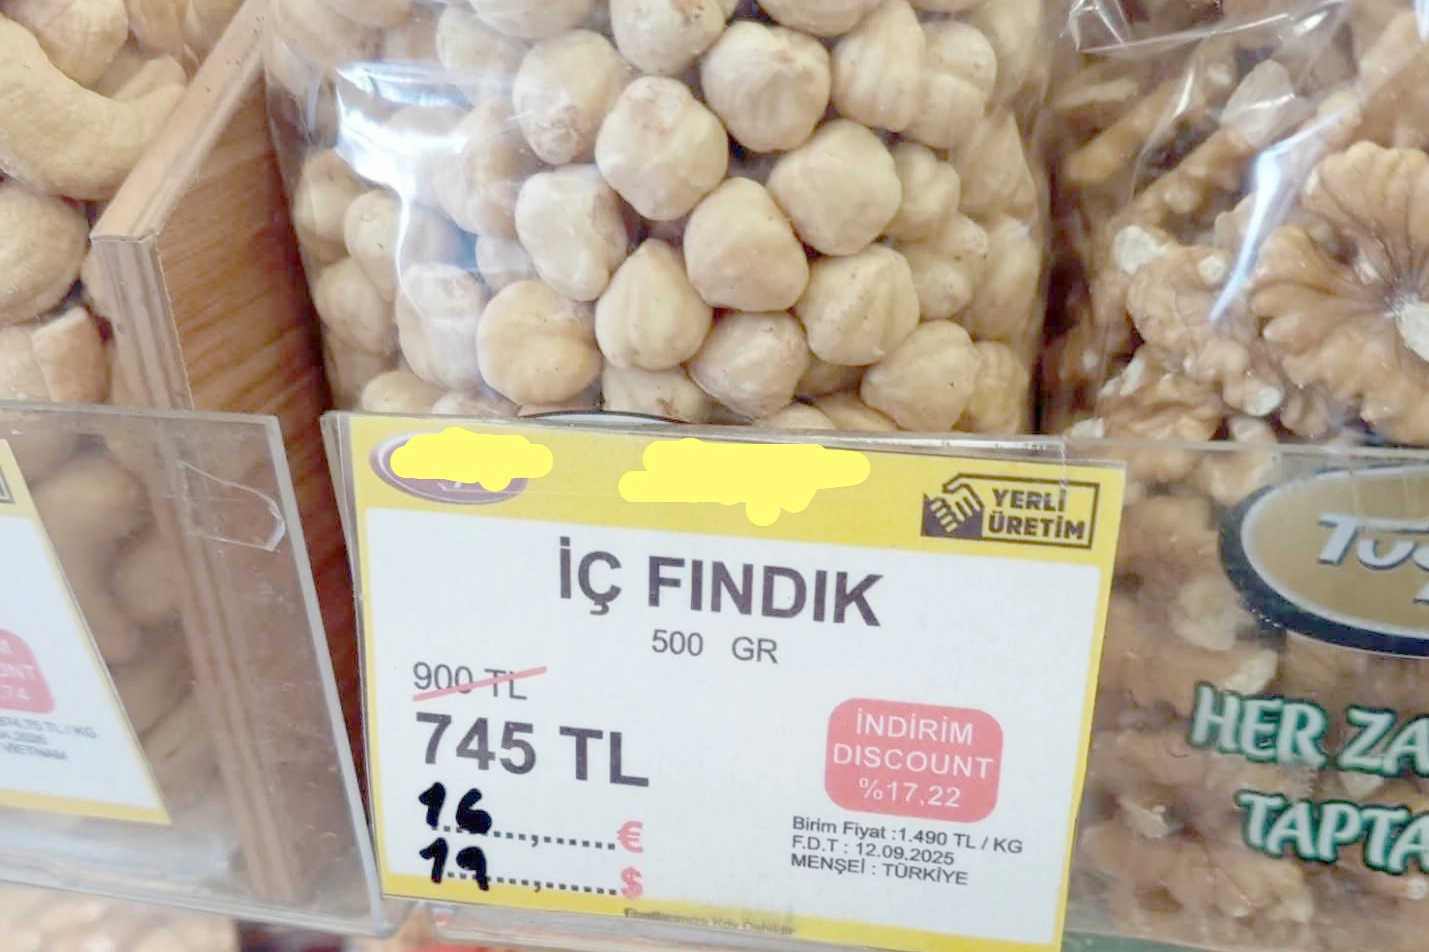 YERLİ
ÜRETİM
İÇ FINDIK
500 GR
900 TL
745 TL
16 ........,........€
19 ........,........$
İNDİRİM
DISCOUNT
%17,22
Birim Fiyat :1.490 TL / KG
F.D.T : 12.09.2025
MENŞEİ : TÜRKİYE
HER ZA
TAPTA
VIETNAM